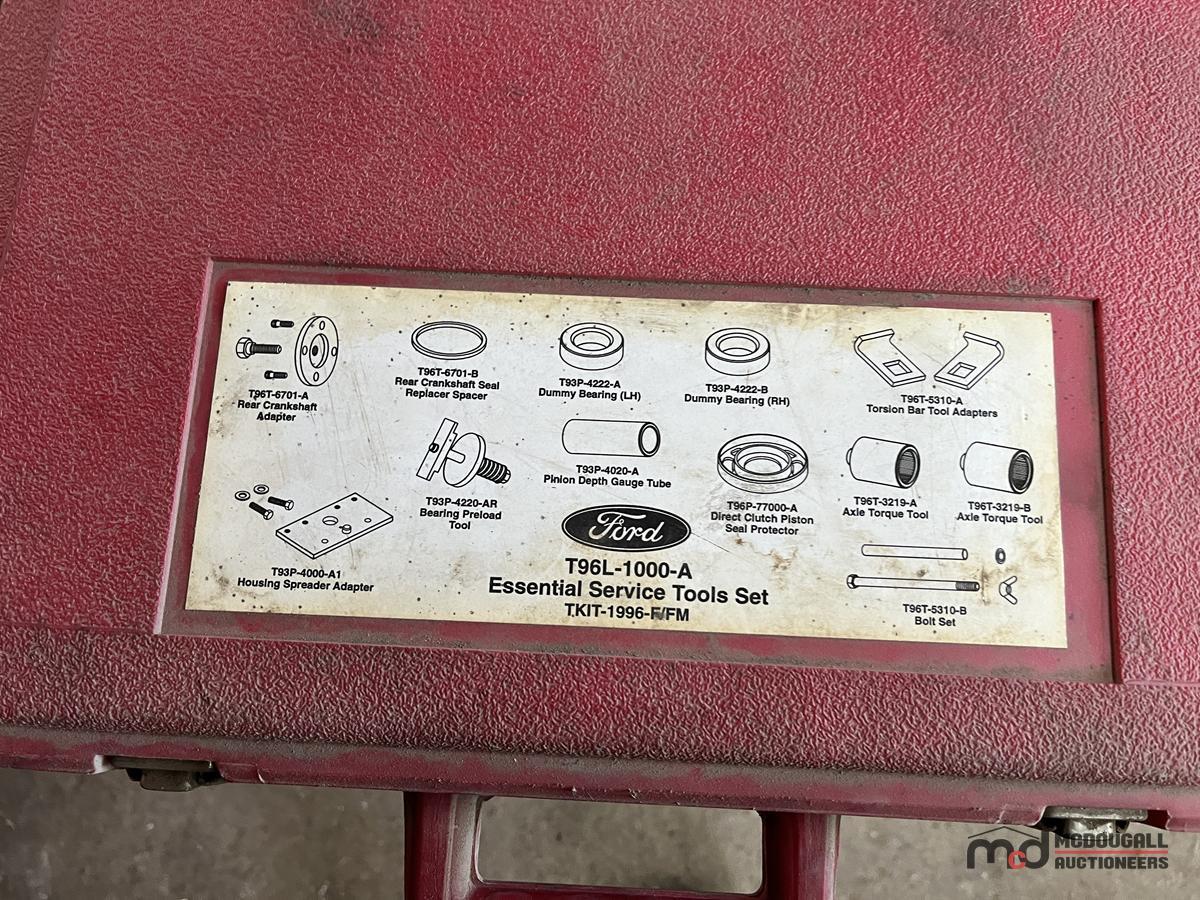 T96T-6701-A
Rear Crankshaft
Adapter
T96T-6701-B
Rear Crankshaft Seal
Replacer Spacer
T93P-4222-A
Dummy Bearing (LH)
T93P-4222-B
Dummy Bearing (RH)
T96T-5310-A
Torsion Bar Tool Adapters
T93P-4000-A1
Housing Spreader Adapter
T93P-4220-AR
Bearing Preload
Tool
T93P-4020-A
Pinion Depth Gauge Tube
T96P-77000-A
Direct Clutch Piston
Seal Protector
T96T-3219-A
Axle Torque Tool
T96T-3219-B
Axle Torque Tool
T96T-5310-B
Bolt Set
Ford
T96L-1000-A
Essential Service Tools Set
TKIT-1996-F/FM
mcd
MCDOUGALL
AUCTIONEERS